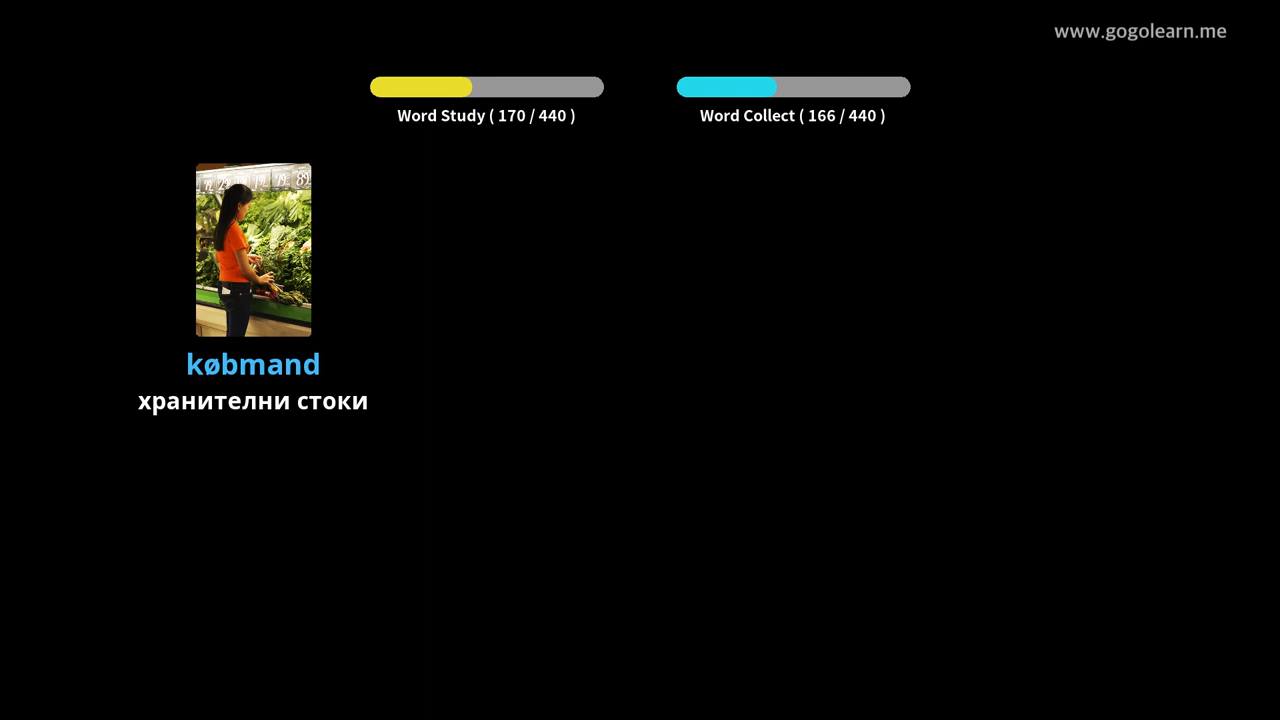 www.gogolearn.me
Word Study ( 170 / 440 )
Word Collect ( 166 / 440 )
købmand
хранителни стоки